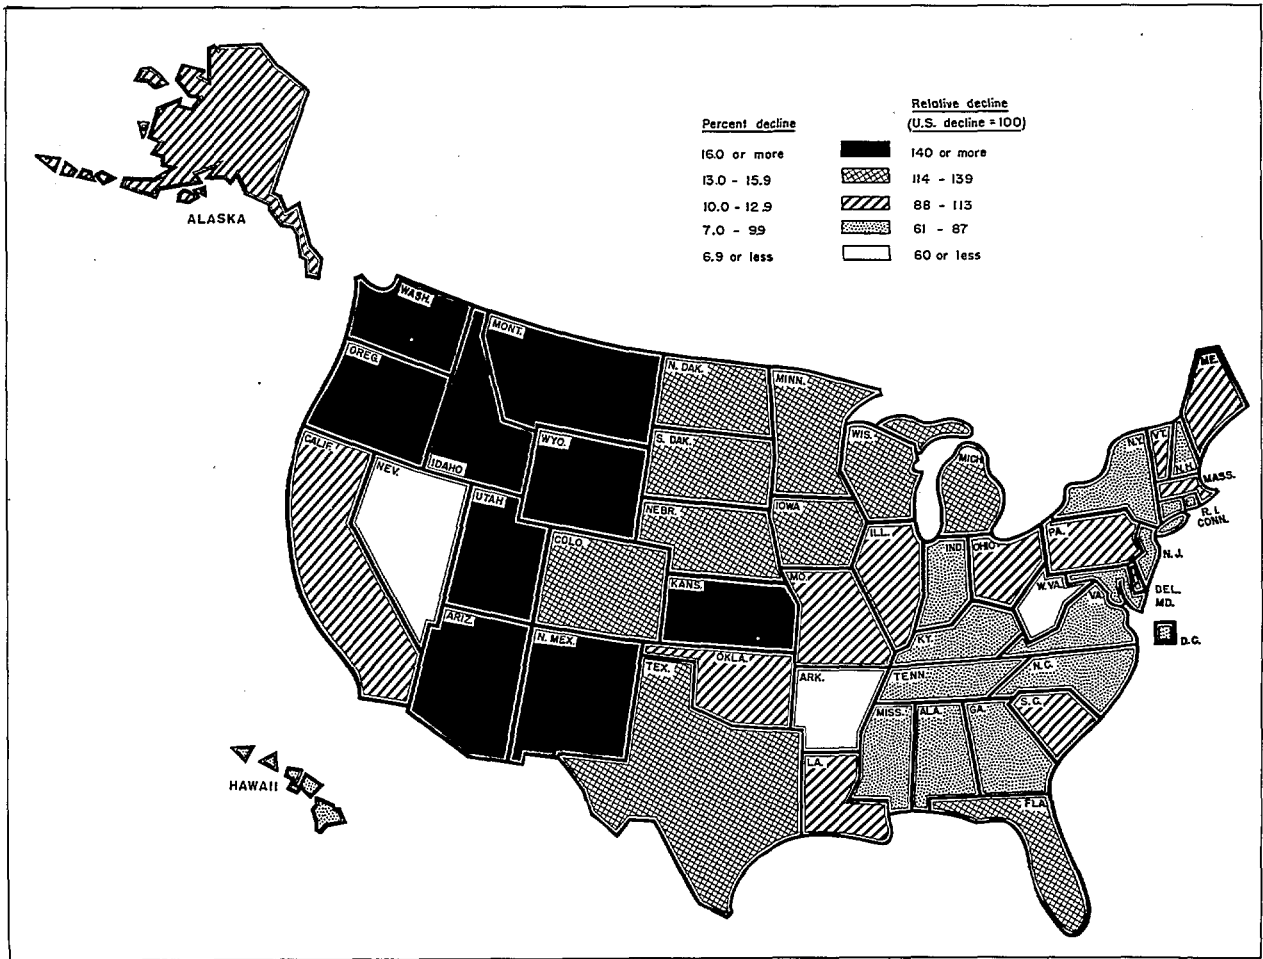 Relative decline
Percent decline (U.S. decline = 100)
16.0 or more 140 or more
13.0 - 15.9 114 - 139
10.0 - 12.9 88 - 113
7.0 - 9.9 61 - 87
6.9 or less 60 or less
ALASKA
WASH.
MONT.
OREG.
N. DAK.
MINN.
ME.
CALIF.
WYO.
S. DAK.
WIS.
MICH.
N.Y.
VT.
NEV.
IDAHO
UTAH
N.H.
MASS.
NEBR.
IOWA
R. I.
CONN.
COLO.
ILL.
IND.
OHIO
PA.
N. J.
KANS.
MO.
W. VA.
VA.
DEL.
MD.
ARIZ.
N. MEX.
KY.
D.C.
OKLA.
TEX.
ARK.
TENN.
N.C.
MISS.
ALA.
GA.
S. C.
LA.
HAWAII
FLA.